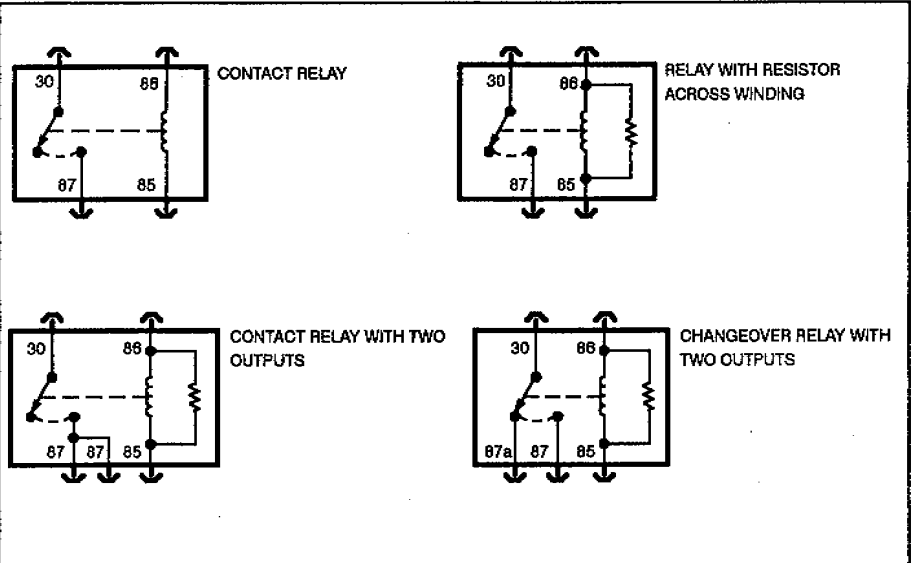 CONTACT RELAY
30
86
87
85
RELAY WITH RESISTOR
ACROSS WINDING
30
86
87
85
CONTACT RELAY WITH TWO
OUTPUTS
30
86
87
87
85
CHANGEOVER RELAY WITH
TWO OUTPUTS
30
86
87a
87
85